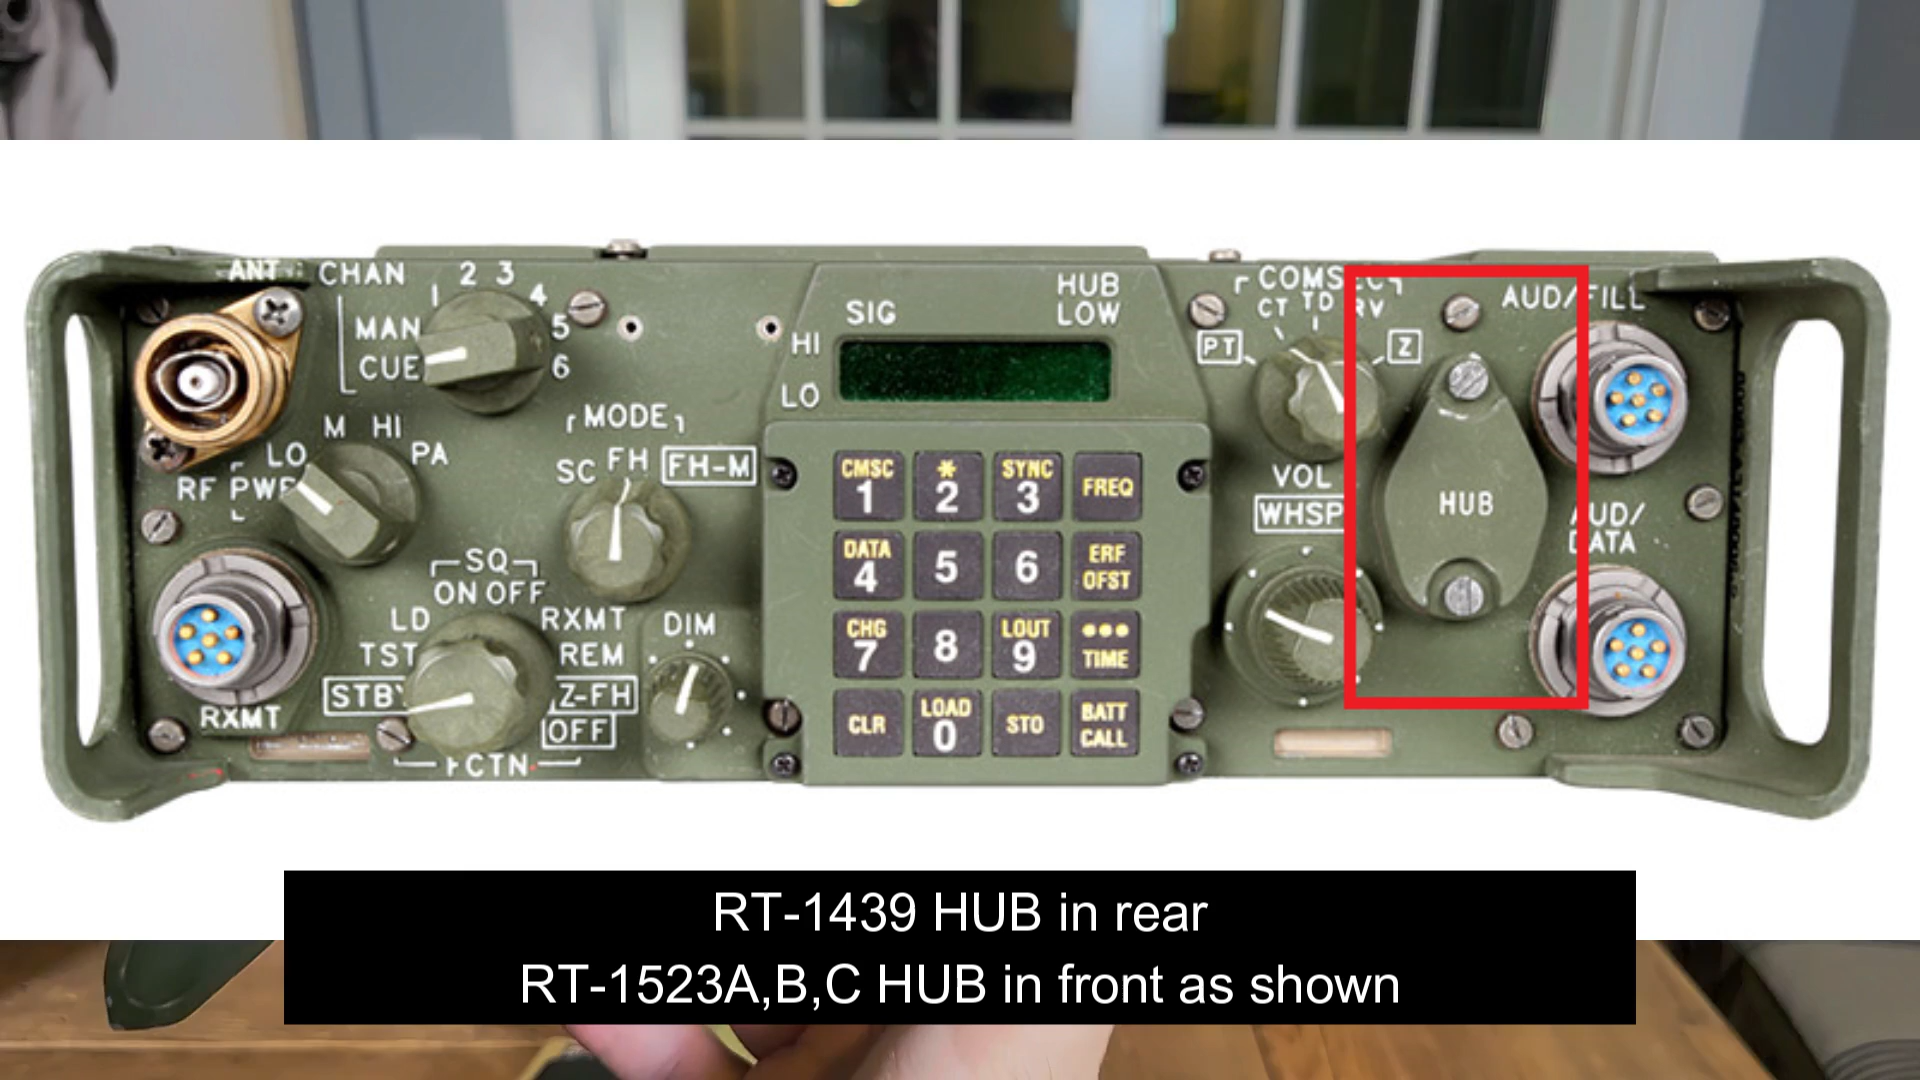 ANT
CHAN
1 2 3 4 5 6
MAN
CUE
M HI
LO PA
RF PWR
MODE
SC FH FH-M
SQ
ON OFF
LD RXMT
TST REM
STBY Z-FH
OFF
FCTN
RXMT
DIM
SIG
HUB
LOW
HI
LO
CMSC
1
*
2
SYNC
3
FREQ
DATA
4
5
6
ERF
OFST
CHG
7
8
LOUT
9
•••
TIME
CLR
LOAD
0
STO
BATT
CALL
COMSEC
CT TD RV
PT Z
VOL
WHSP
HUB
AUD/FILL
AUD/
DATA
RT-1439 HUB in rear
RT-1523A,B,C HUB in front as shown